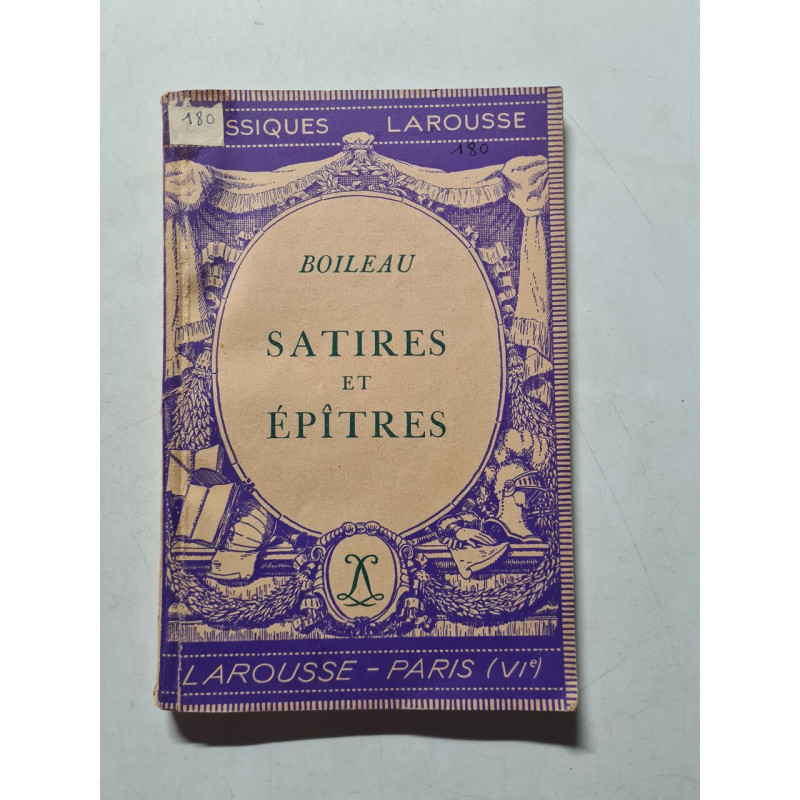 180
SSIQUES LAROUSSE
180
BOILEAU
SATIRES
ET
ÉPÎTRES
L
LAROUSSE - PARIS (VIe)